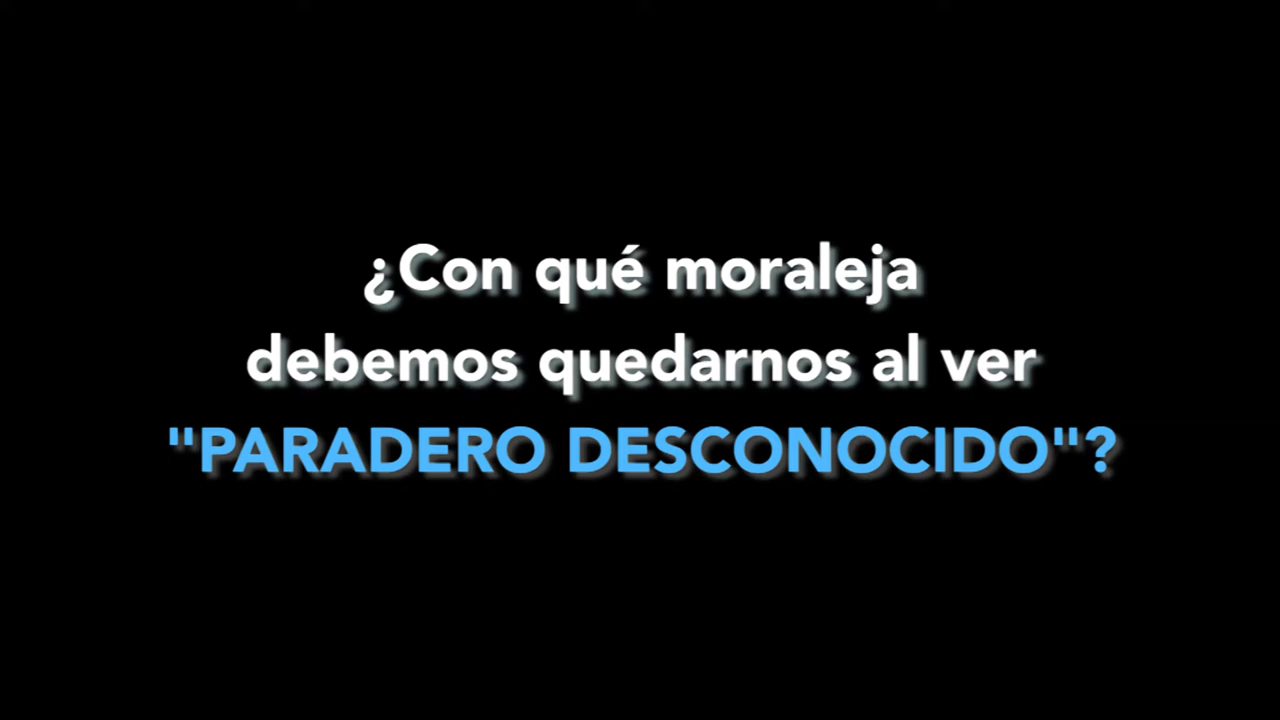 ¿Con qué moraleja
debemos quedarnos al ver
"PARADERO DESCONOCIDO"?